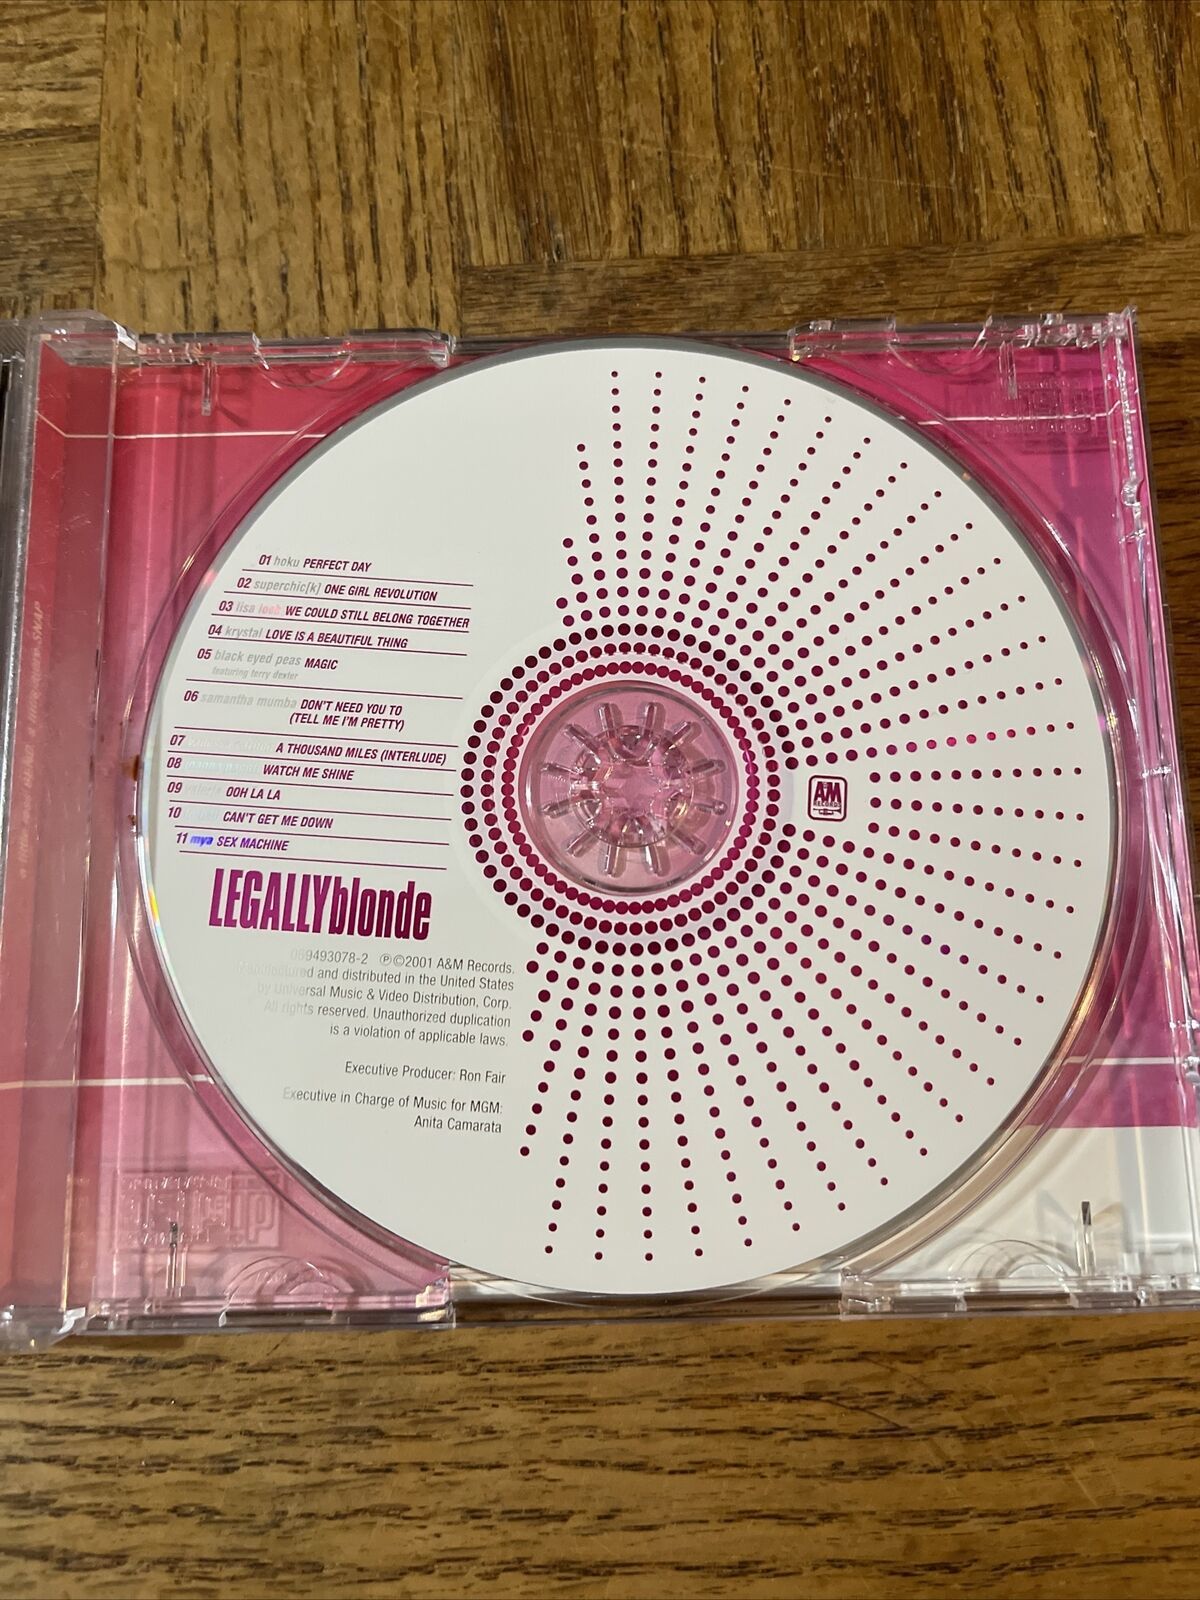 01 hoku PERFECT DAY
02 superchic[k] ONE GIRL REVOLUTION
03 lisa loeb WE COULD STILL BELONG TOGETHER
04 krystal LOVE IS A BEAUTIFUL THING
05 black eyed peas MAGIC
featuring terry dexter
06 samantha mumba DON'T NEED YOU TO
(TELL ME I'M PRETTY)
07 A THOUSAND MILES (INTERLUDE)
08 WATCH ME SHINE
09 OOH LA LA
10 CAN'T GET ME DOWN
11 mya SEX MACHINE
LEGALLYblonde
069493078-2 ℗©2001 A&M Records.
Manufactured and distributed in the United States
by Universal Music & Video Distribution, Corp.
All rights reserved. Unauthorized duplication
is a violation of applicable laws.
Executive Producer: Ron Fair
Executive in Charge of Music for MGM:
Anita Camarata
A&M
RECORDS